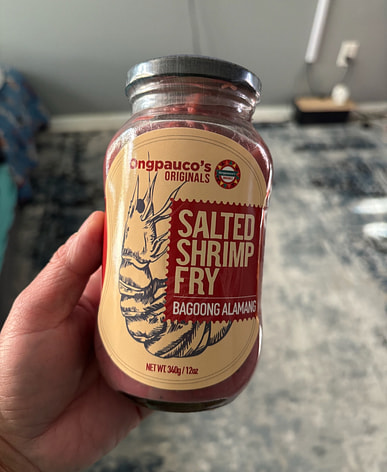 Ongpauco's
ORIGINALS
SALTED
SHRIMP
FRY
BAGOONG ALAMANG
NET WT. 340g / 12oz